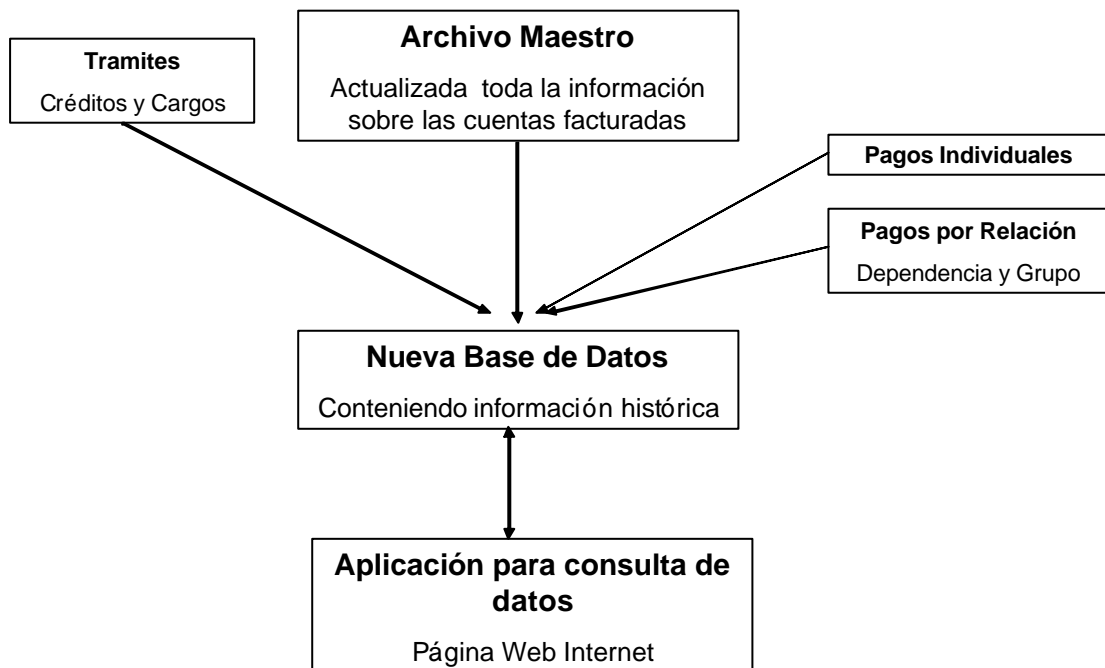 Archivo Maestro
Actualizada toda la información
sobre las cuentas facturadas
Tramites
Créditos y Cargos
Pagos Individuales
Pagos por Relación
Dependencia y Grupo
Nueva Base de Datos
Conteniendo información histórica
Aplicación para consulta de
datos
Página Web Internet